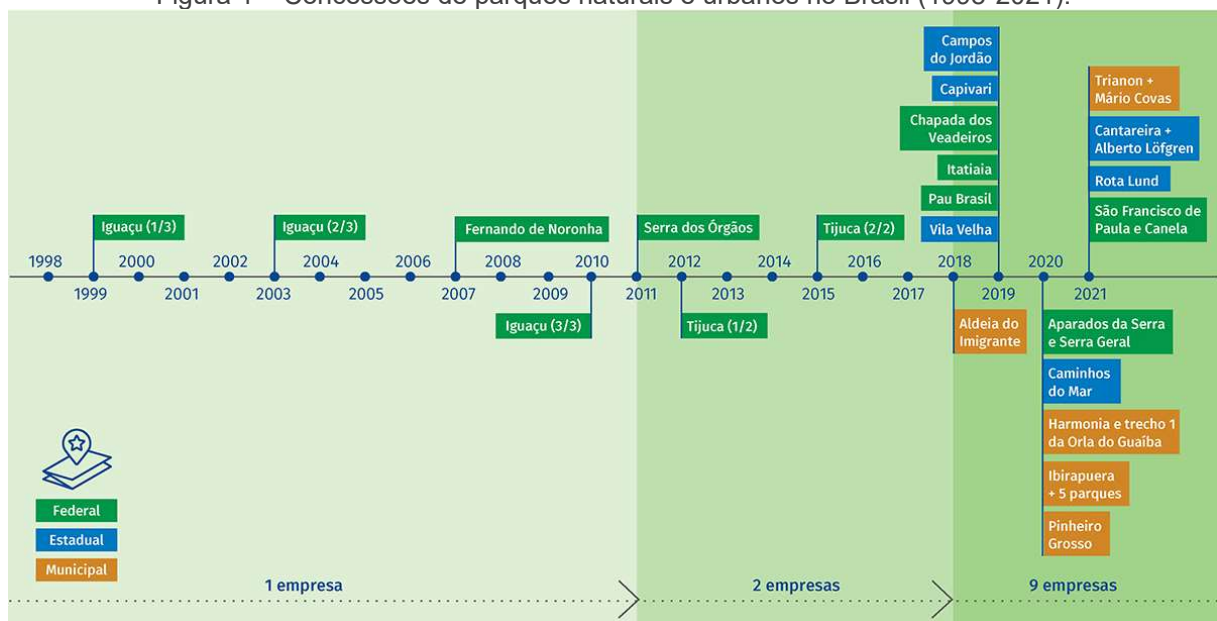 Figura 1 – Concessões de parques naturais e urbanos no Brasil (1998-2021).
Campos
do Jordão
Capivari
Chapada dos
Veadeiros
Itatiaia
Pau Brasil
Vila Velha
Trianon +
Mário Covas
Cantareira +
Alberto Löfgren
Rota Lund
São Francisco de
Paula e Canela
Iguaçu (1/3)
Iguaçu (2/3)
Fernando de Noronha
Serra dos Órgãos
Tijuca (2/2)
1998 2000 2002 2004 2006 2008 2010 2012 2014 2016 2018 2020
1999 2001 2003 2005 2007 2009 2011 2013 2015 2017 2019 2021
Iguaçu (3/3)
Tijuca (1/2)
Aldeia do
Imigrante
Aparados da Serra
e Serra Geral
Caminhos
do Mar
Harmonia e trecho 1
da Orla do Guaíba
Ibirapuera
+ 5 parques
Pinheiro
Grosso
Federal
Estadual
Municipal
1 empresa
2 empresas
9 empresas